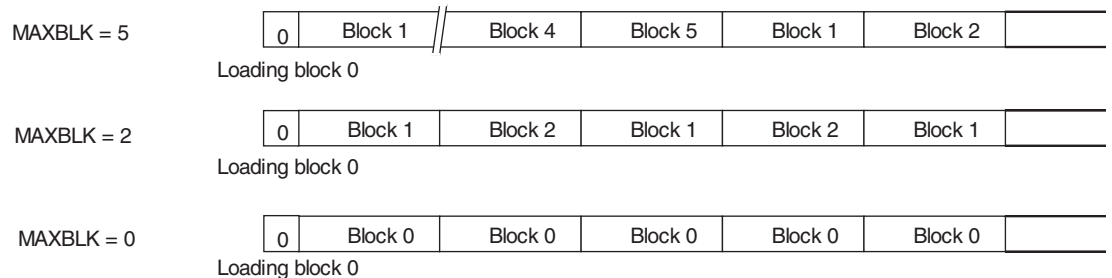 MAXBLK = 5 0 Block 1 Block 4 Block 5 Block 1 Block 2
Loading block 0
MAXBLK = 2 0 Block 1 Block 2 Block 1 Block 2 Block 1
Loading block 0
MAXBLK = 0 0 Block 0 Block 0 Block 0 Block 0 Block 0
Loading block 0